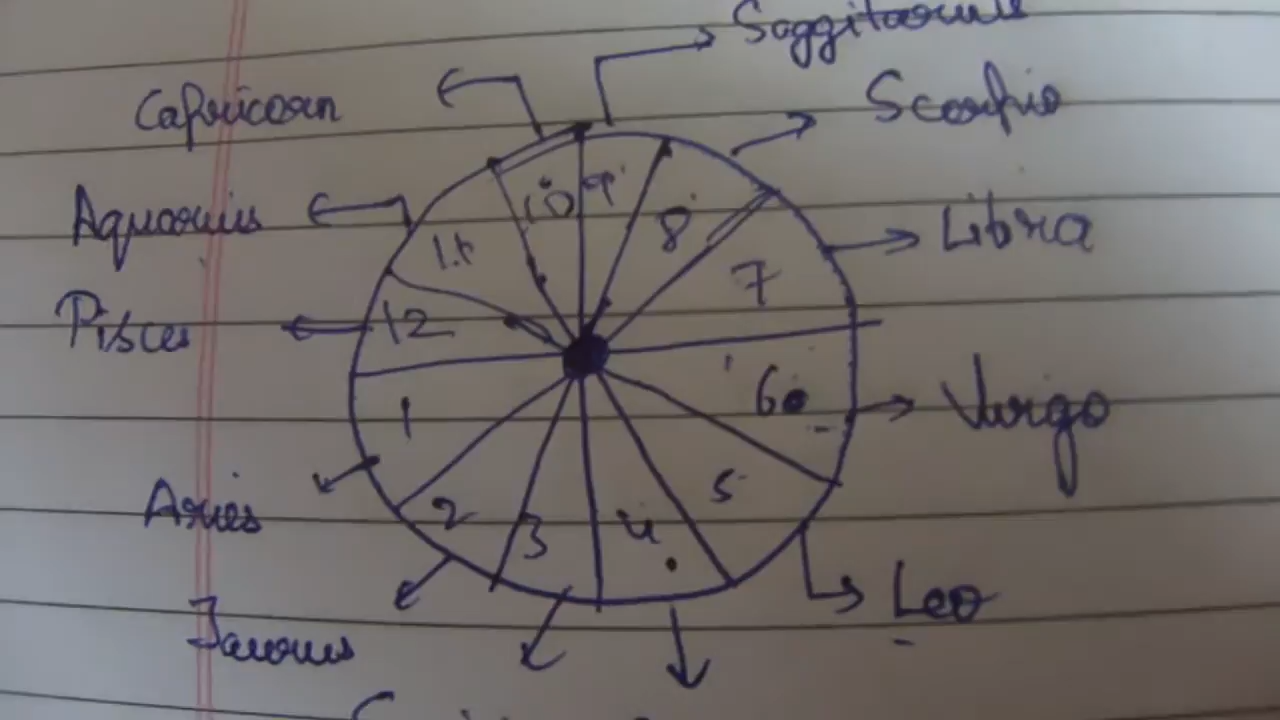 Saggitarius
Capricorn
Scorpio
10 9
Aquarius
8
Libra
11
7
Pisces
12
6
Virgo
1
5
Aries
2
3
4
Leo
Taurus